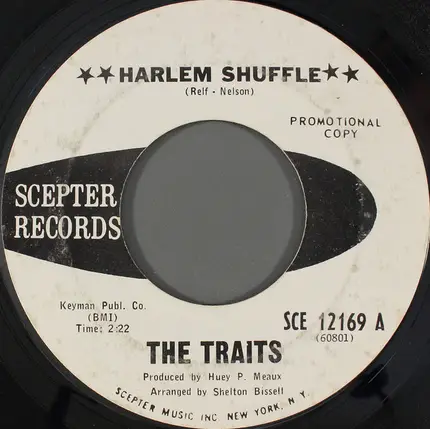 ★★HARLEM SHUFFLE★★
(Relf - Nelson)
PROMOTIONAL
COPY
SCEPTER
RECORDS
Keyman Publ. Co.
(BMI)
Time: 2:22
SCE 12169 A
(60801)
THE TRAITS
Produced by Huey P. Meaux
Arranged by Shelton Bissell
SCEPTER MUSIC INC. NEW YORK, N.Y.